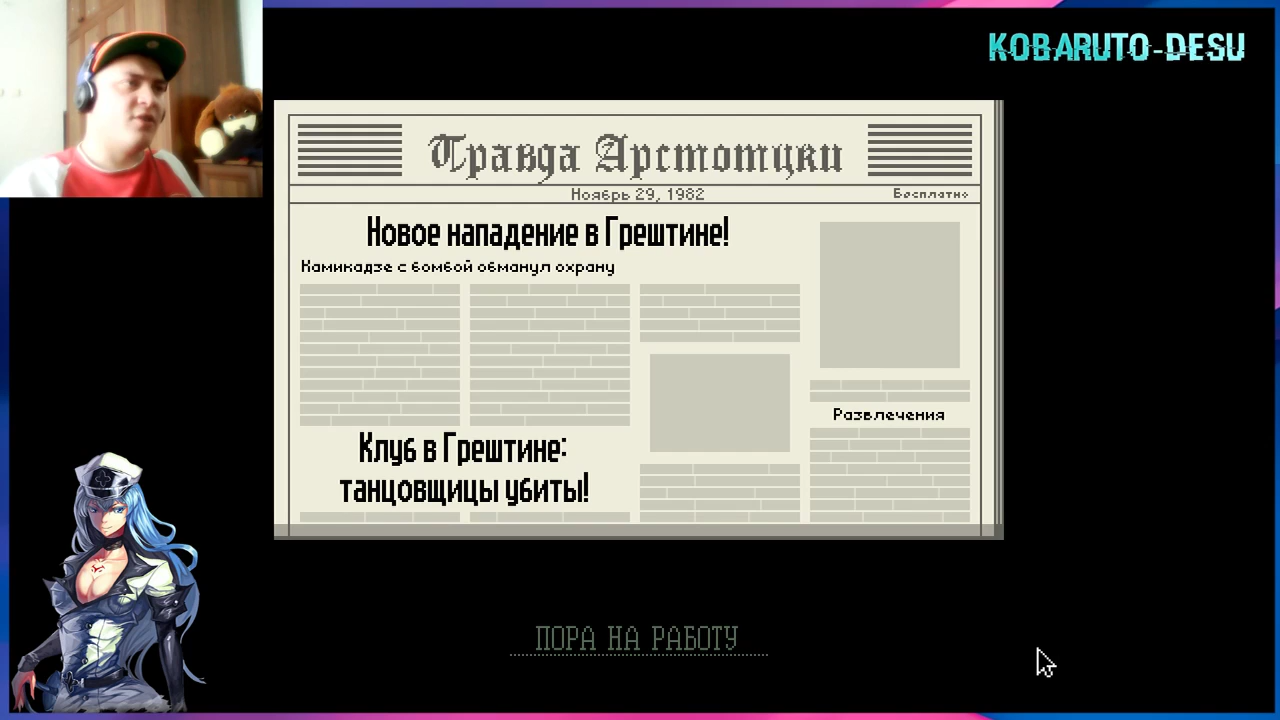 KOBARUTO-DESU
Правда Арстотцки
Ноябрь 29, 1982
Бесплатно
Новое нападение в Грештине!
Камикадзе с бомбой обманул охрану
Развлечения
Клуб в Грештине:
танцовщицы убиты!
ПОРА НА РАБОТУ